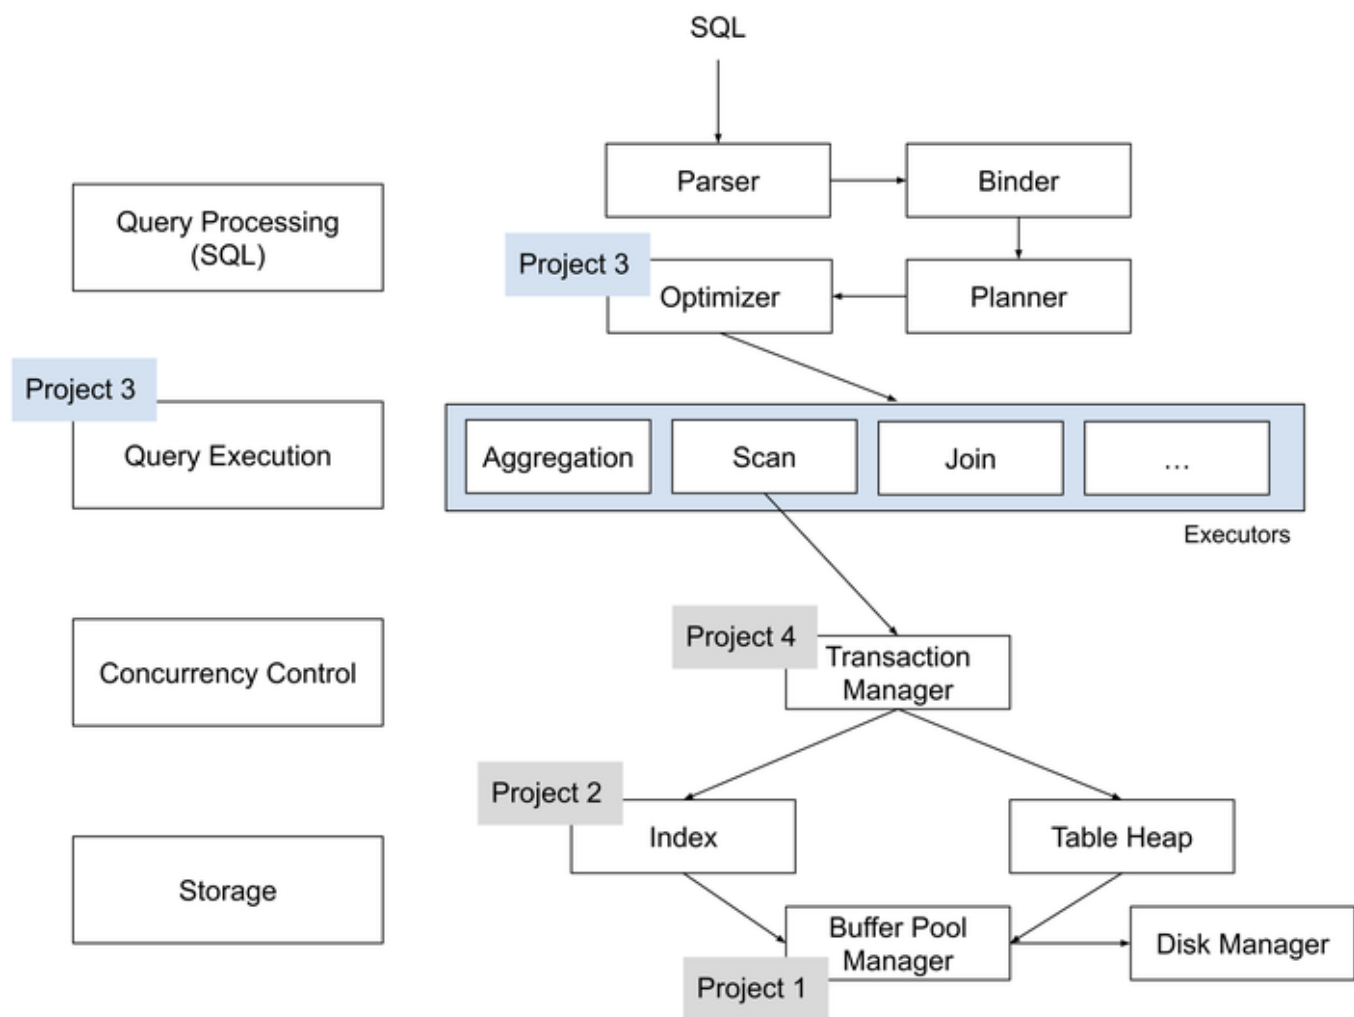 SQL
Parser
Binder
Query Processing
(SQL)
Project 3
Optimizer
Planner
Project 3
Query Execution
Aggregation
Scan
Join
...
Executors
Concurrency Control
Project 4
Transaction
Manager
Project 2
Index
Table Heap
Storage
Buffer Pool
Manager
Disk Manager
Project 1